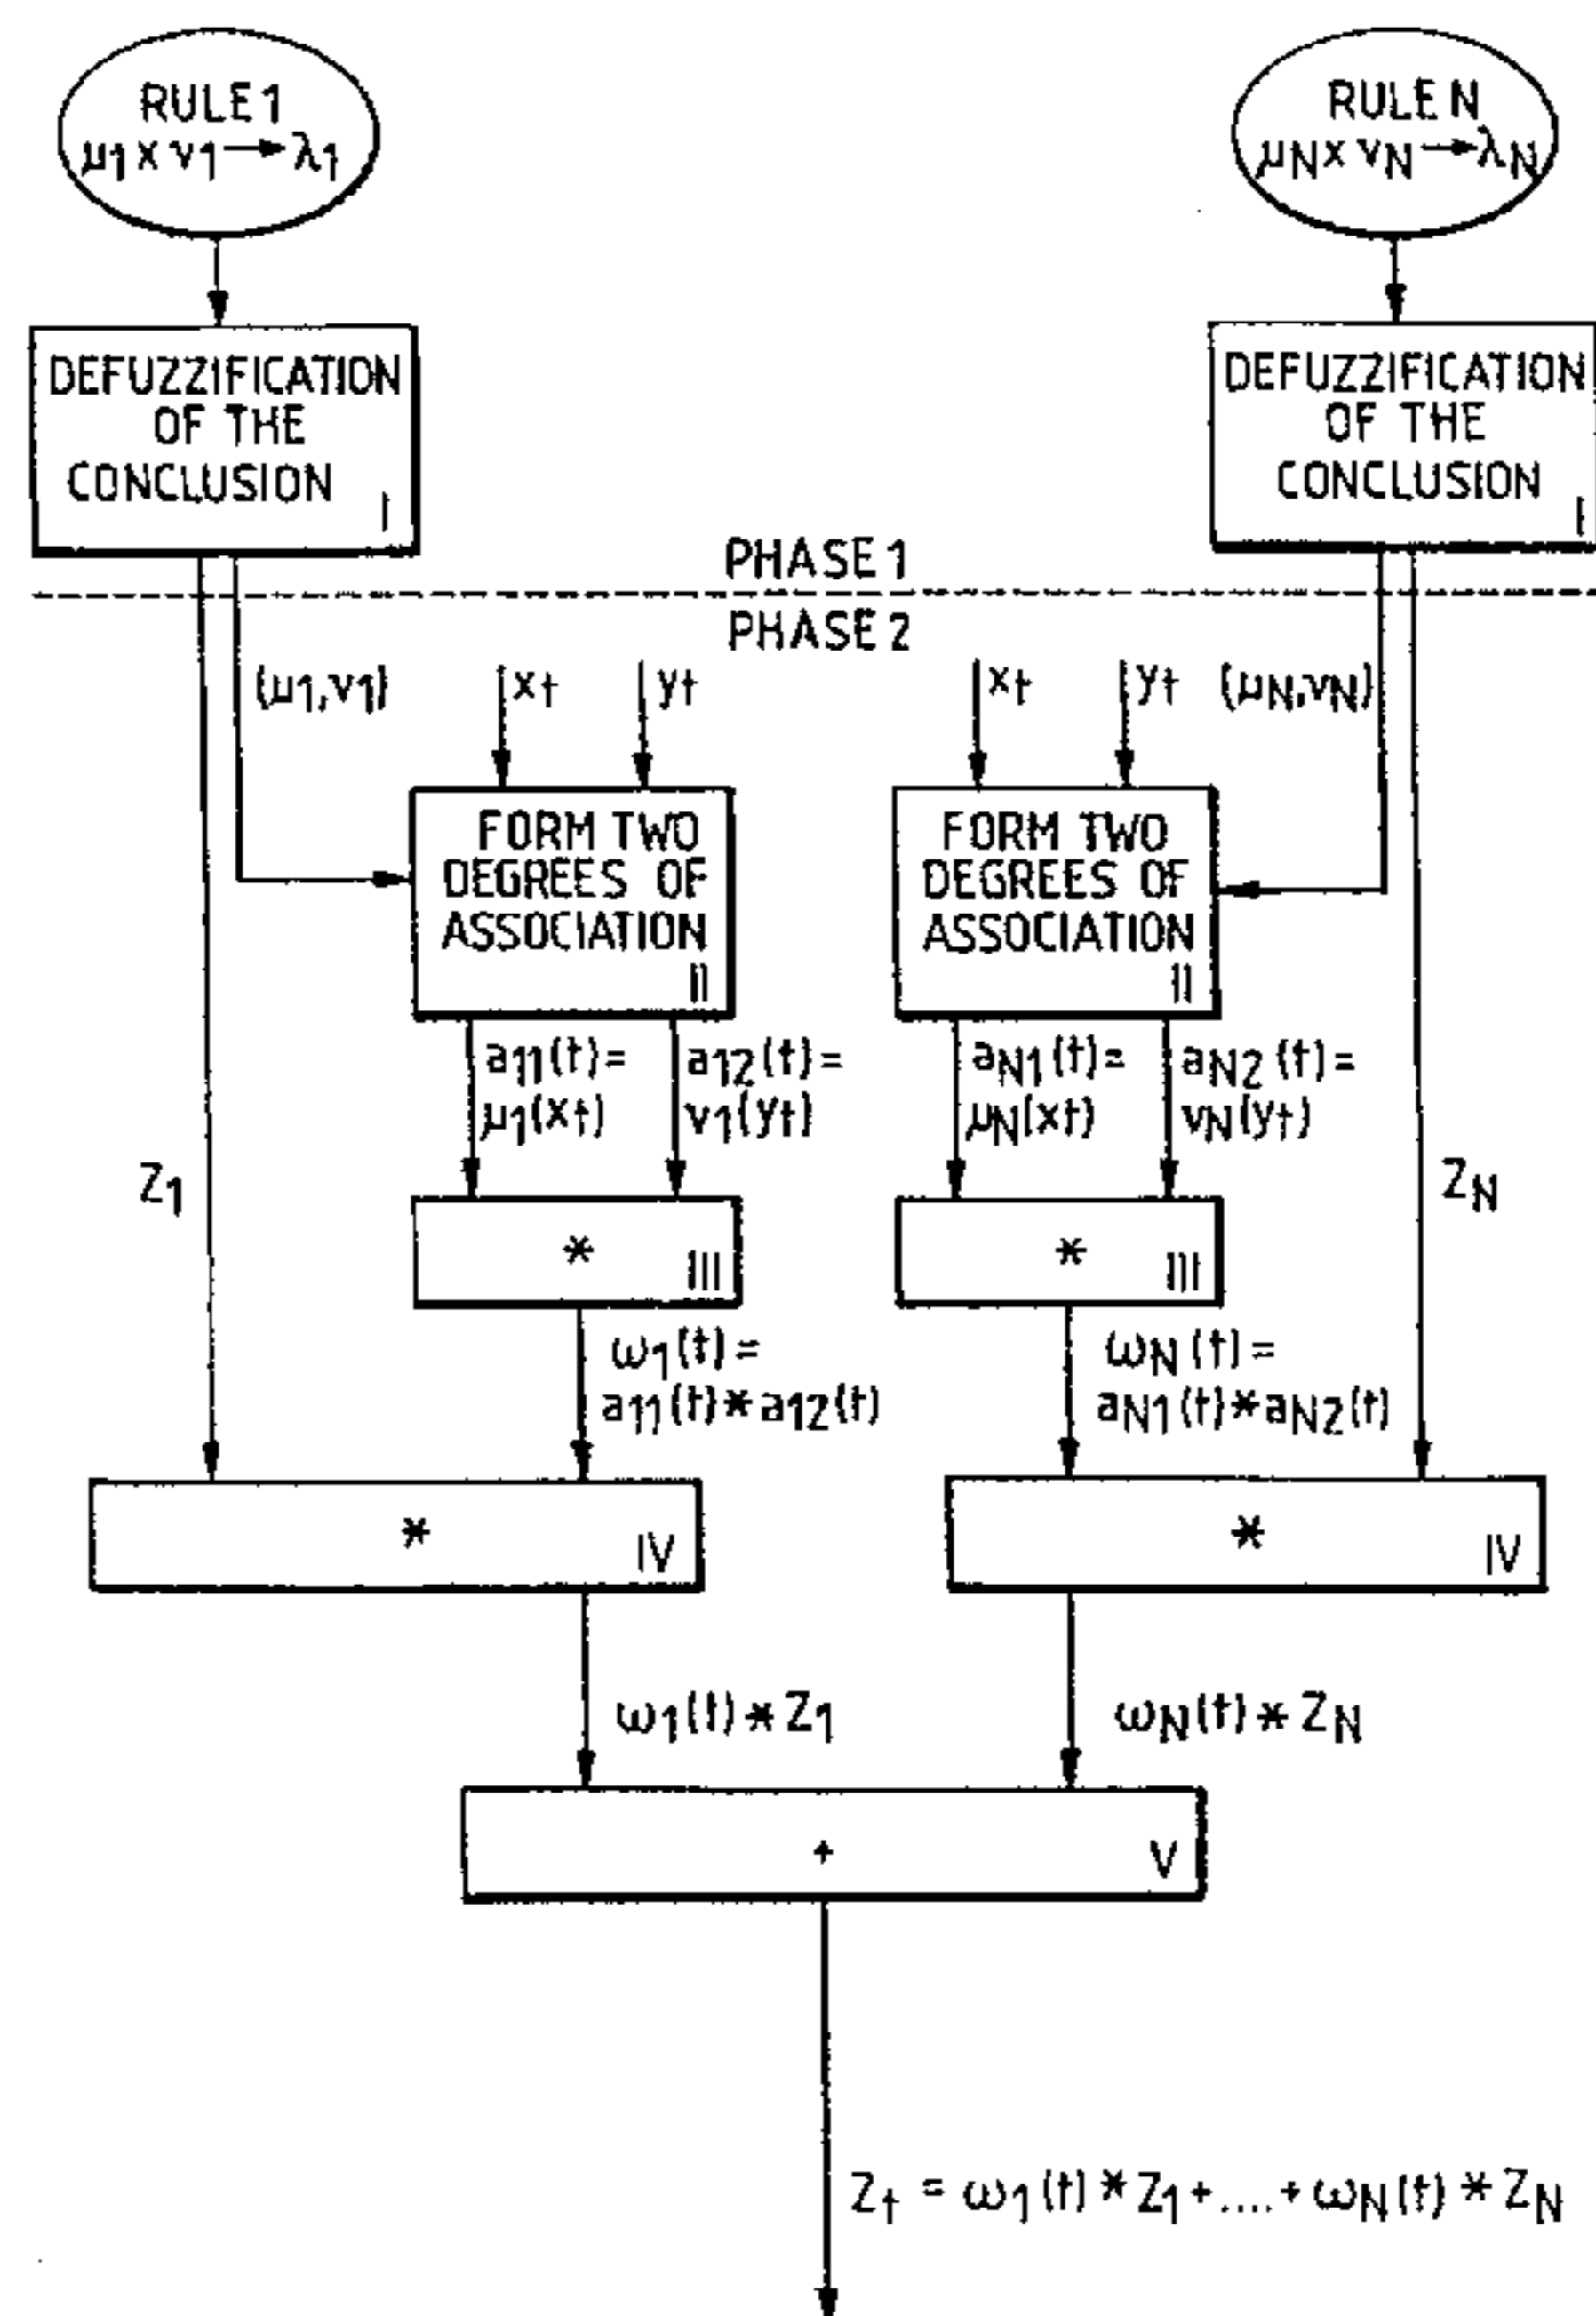 RULE 1
μ1 x ν1 → λ1
RULE N
μN x νN → λN
DEFUZZIFICATION
OF THE
CONCLUSION
I
DEFUZZIFICATION
OF THE
CONCLUSION
I
PHASE 1
PHASE 2
(μ1,ν1)
xt
yt
xt
yt
(μN,νN)
FORM TWO
DEGREES OF
ASSOCIATION
II
FORM TWO
DEGREES OF
ASSOCIATION
II
a11(t)=
μ1(xt)
a12(t)=
ν1(yt)
aN1(t)=
μN(xt)
aN2(t)=
νN(yt)
Z1
ZN
* III
* III
ω1(t)=
a11(t)*a12(t)
ωN(t)=
aN1(t)*aN2(t)
* IV
* IV
ω1(t)*Z1
ωN(t)*ZN
+ V
Zt = ω1(t)*Z1+....+ωN(t)*ZN